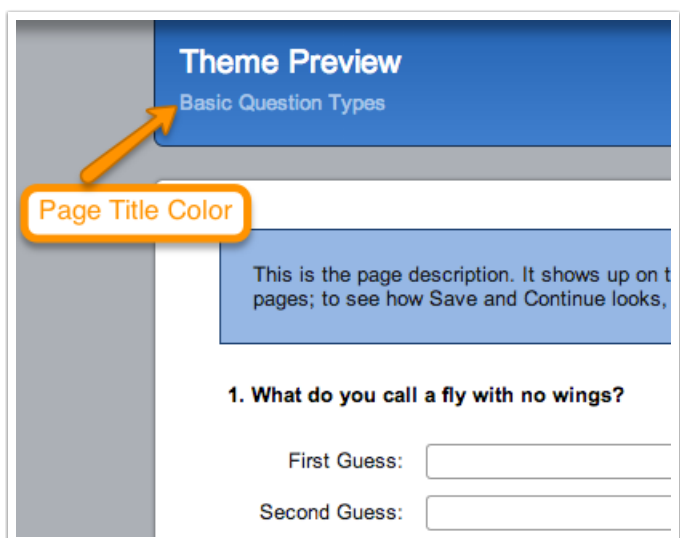 Theme Preview
Basic Question Types
Page Title Color
This is the page description. It shows up on t
pages; to see how Save and Continue looks,
1. What do you call a fly with no wings?
First Guess:
Second Guess: